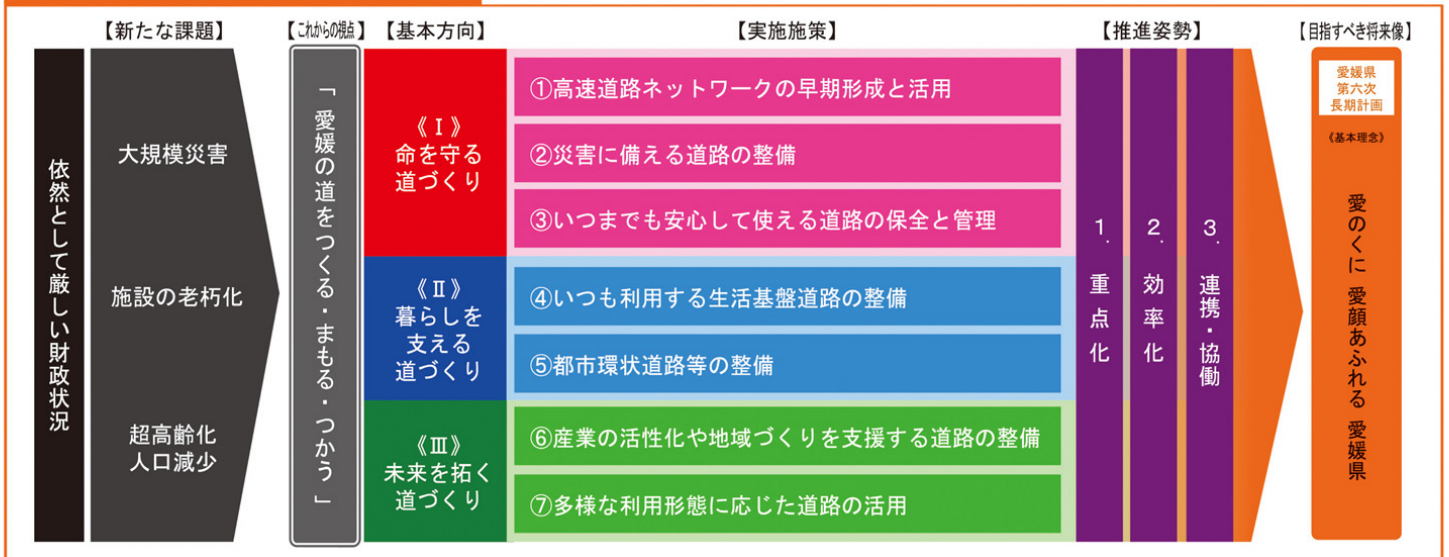 【新たな課題】
【これからの視点】
【基本方向】
【実施施策】
【推進姿勢】
【目指すべき将来像】
依然として厳しい財政状況
大規模災害
施設の老朽化
超高齢化
人口減少
「愛媛の道をつくる・まもる・つかう」
《Ⅰ》
命を守る
道づくり
①高速道路ネットワークの早期形成と活用
②災害に備える道路の整備
③いつまでも安心して使える道路の保全と管理
《Ⅱ》
暮らしを
支える
道づくり
④いつも利用する生活基盤道路の整備
⑤都市環状道路等の整備
《Ⅲ》
未来を拓く
道づくり
⑥産業の活性化や地域づくりを支援する道路の整備
⑦多様な利用形態に応じた道路の活用
1.重点化
2.効率化
3.連携・協働
愛媛県
第六次
長期計画
《基本理念》
愛のくに 愛顔あふれる 愛媛県